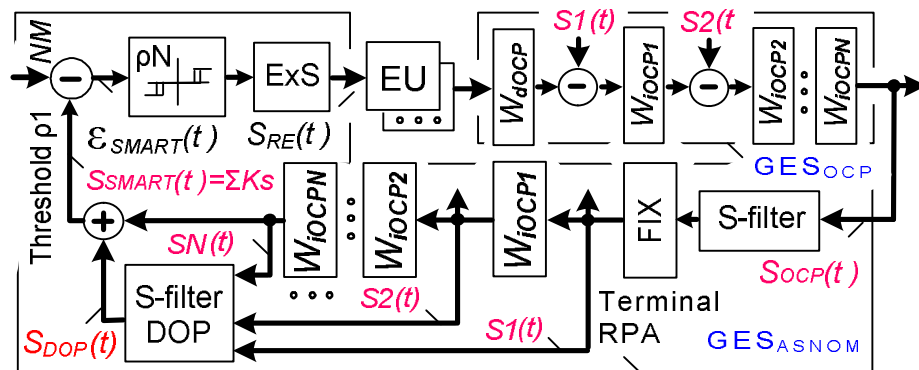 S1(t)
S2(t
NM
ρN
ExS
EU
WdOCP
WiOCP1
WiOCP2
WiOCPN
εSMART(t)
SRE(t)
GESOCP
Threshold ρ1
SSMART(t)=ΣKs
WiOCPN
WiOCP2
WiOCP1
FIX
S-filter
SN(t)
SOCP(t)
S-filter
DOP
S2(t)
S1(t)
Terminal
RPA
SDOP(t)
GESASNOM